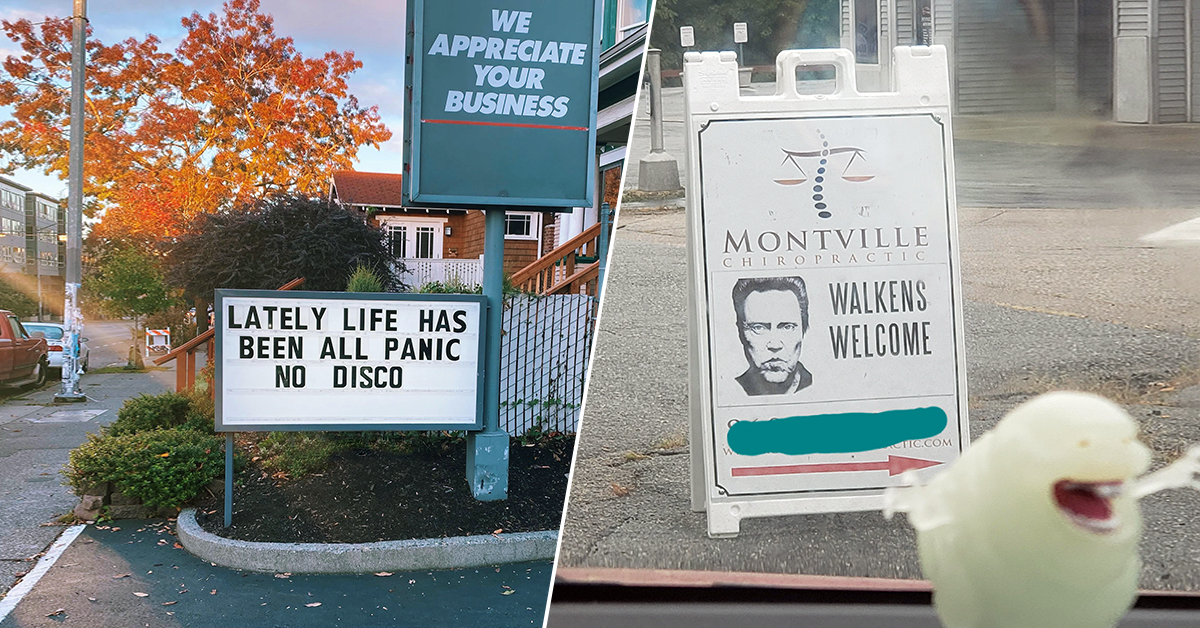 WE
APPRECIATE
YOUR
BUSINESS
LATELY LIFE HAS
BEEN ALL PANIC
NO DISCO
MONTVILLE
CHIROPRACTIC
WALKENS
WELCOME